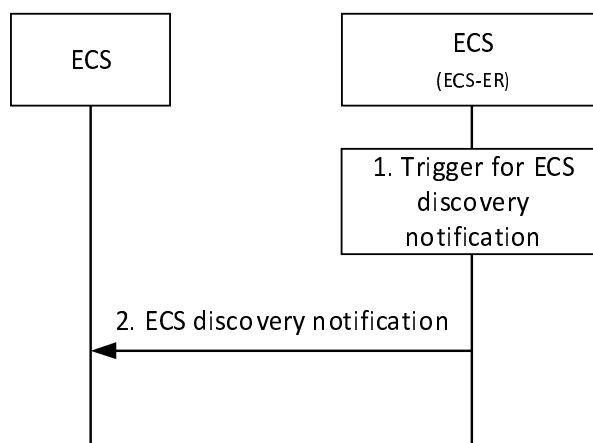 ECS
ECS
(ECS-ER)
1. Trigger for ECS
discovery
notification
2. ECS discovery notification